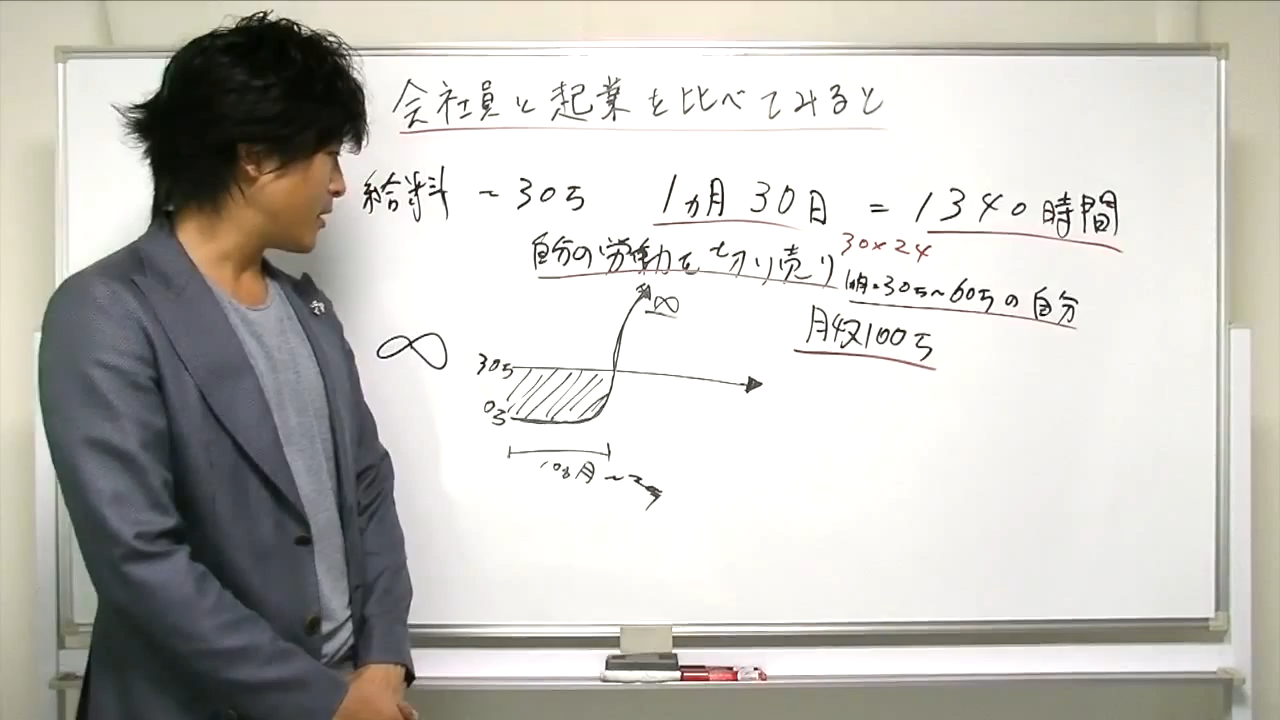 会社員と起業を比べてみると
給料 ~ 30万 1ヵ月 30日 = 1340時間
30×24
自分の労働を切り売り
1ヶ月=30万~60万の自分
月収100万
∞
∞
30万
0万
10ヵ月~